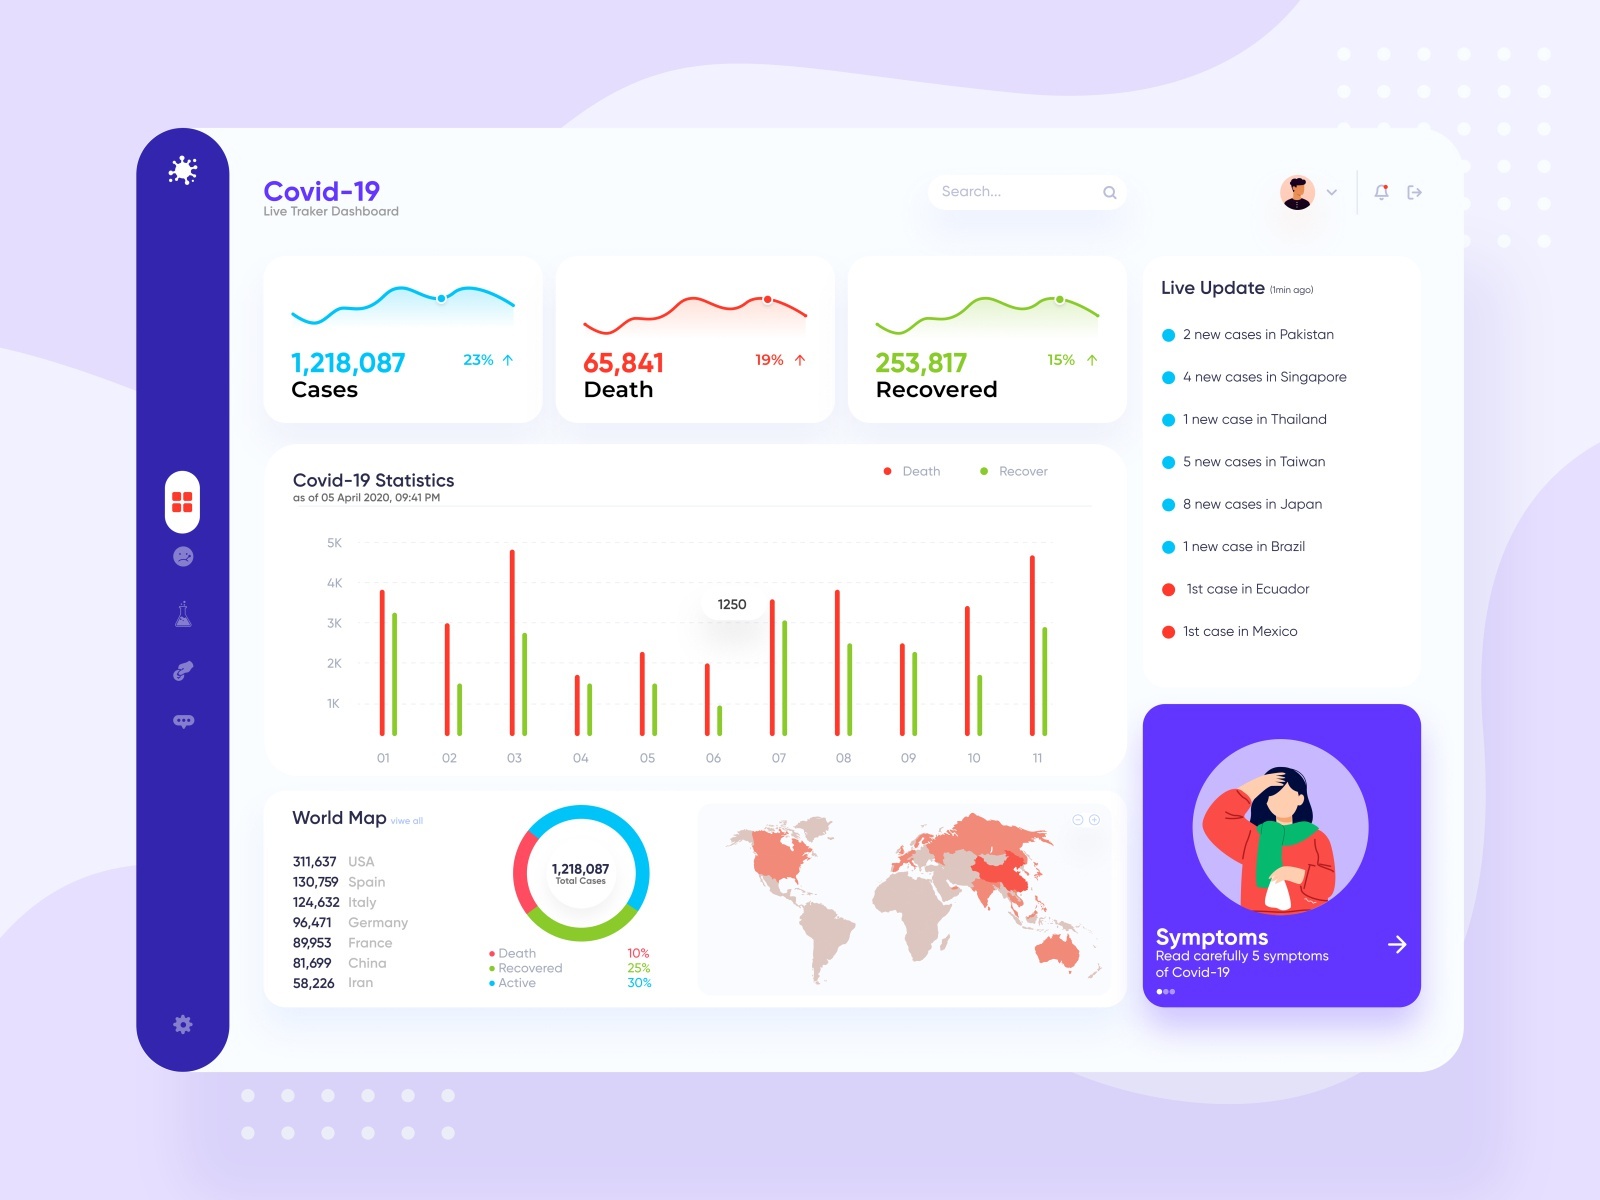 Covid-19
Live Traker Dashboard
Search...
1,218,087
23%
Cases
65,841
19%
Death
253,817
15%
Recovered
Live Update (1min ago)
2 new cases in Pakistan
4 new cases in Singapore
1 new case in Thailand
5 new cases in Taiwan
8 new cases in Japan
1 new case in Brazil
1st case in Ecuador
1st case in Mexico
Covid-19 Statistics
as of 05 April 2020, 09:41 PM
Death
Recover
5K
4K
3K
2K
1K
1250
01 02 03 04 05 06 07 08 09 10 11
World Map viwe all
311,637 USA
130,759 Spain
124,632 Italy
96,471 Germany
89,953 France
81,699 China
58,226 Iran
1,218,087
Total Cases
Death 10%
Recovered 25%
Active 30%
Symptoms
Read carefully 5 symptoms
of Covid-19